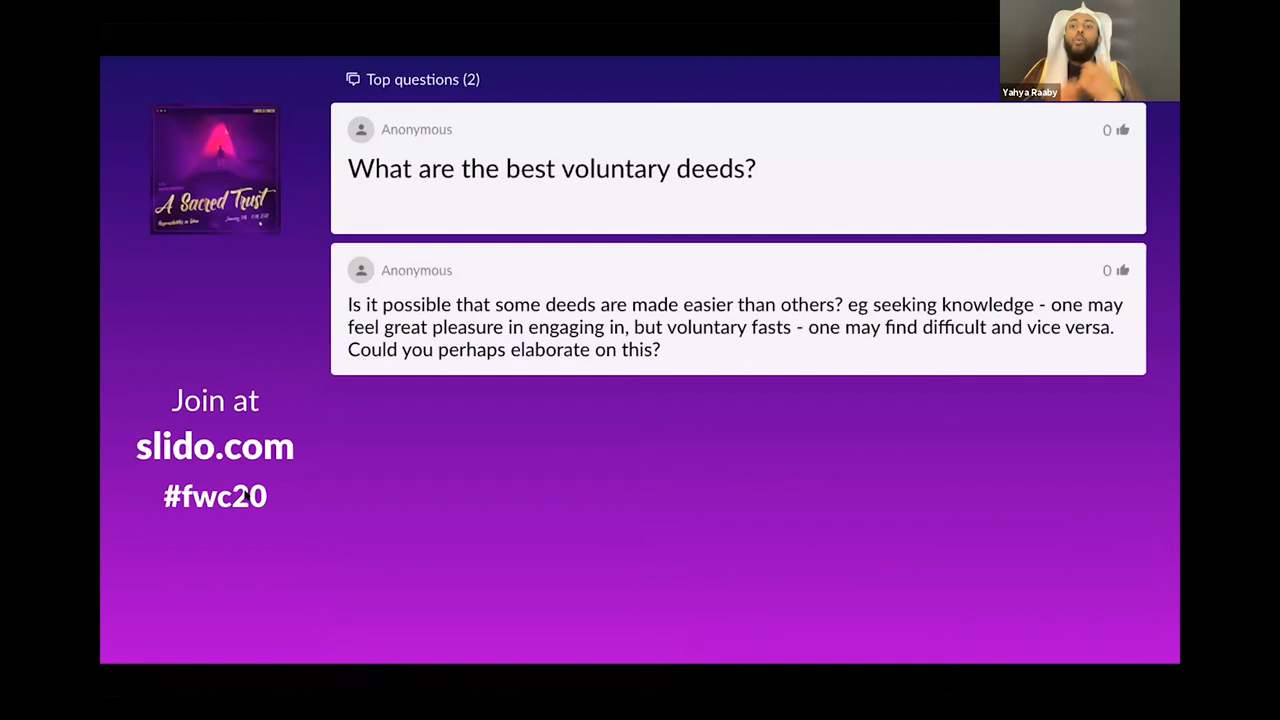 Top questions (2)
Yahya Raaby
Anonymous
0
What are the best voluntary deeds?
A Sacred Trust
Anonymous
0
Is it possible that some deeds are made easier than others? eg seeking knowledge - one may
feel great pleasure in engaging in, but voluntary fasts - one may find difficult and vice versa.
Could you perhaps elaborate on this?
Join at
slido.com
#fwc20